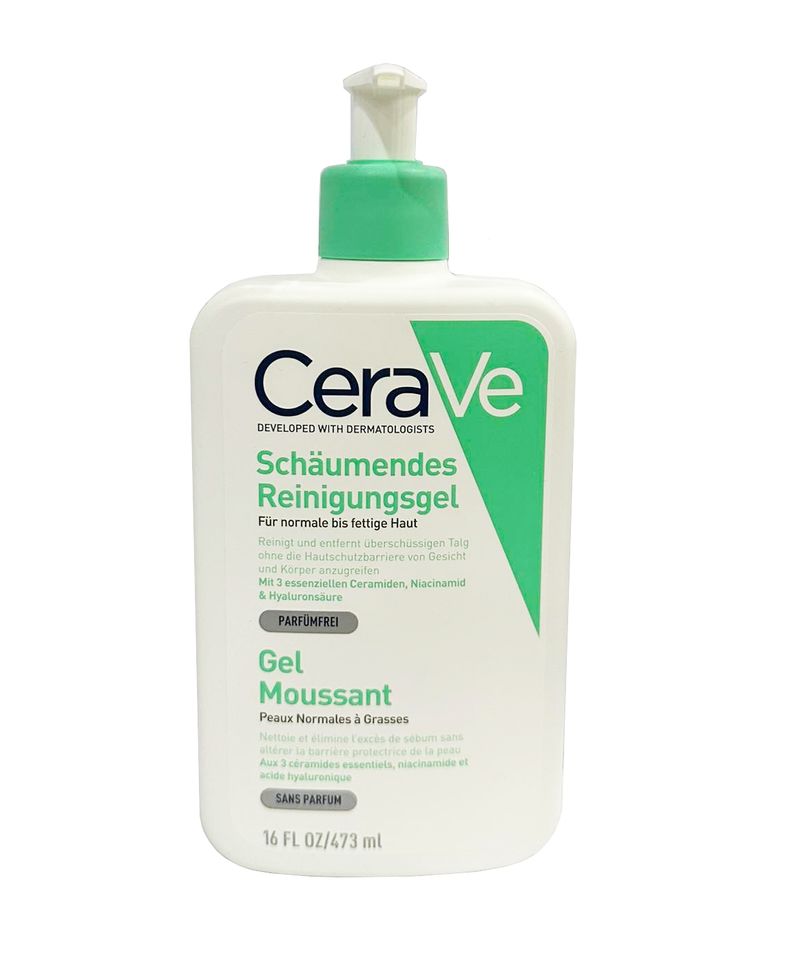 CeraVe
DEVELOPED WITH DERMATOLOGISTS
Schäumendes
Reinigungsgel
Für normale bis fettige Haut
Reinigt und entfernt überschüssigen Talg
ohne die Hautschutzbarriere von Gesicht
und Körper anzugreifen
Mit 3 essenziellen Ceramiden, Niacinamid
& Hyaluronsäure
PARFÜMFREI
Gel
Moussant
Peaux Normales à Grasses
Nettoie et élimine l'excès de sébum sans
altérer la barrière protectrice de la peau
Aux 3 céramides essentiels, niacinamide et
acide hyaluronique
SANS PARFUM
16 FL OZ/473 ml